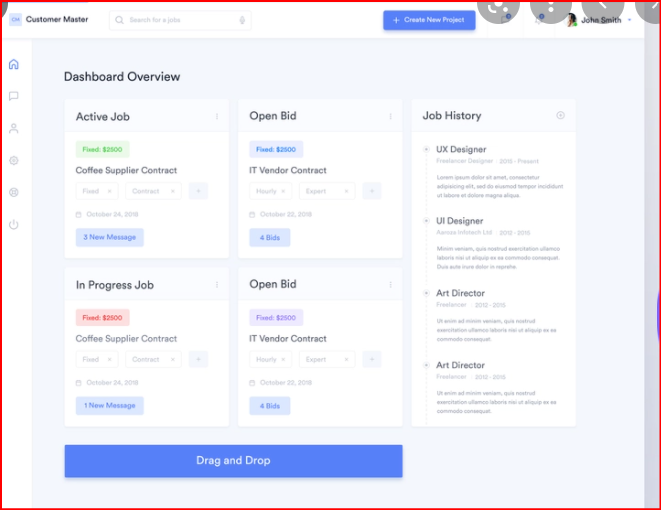 CM Customer Master
Search for a jobs
+ Create New Project
John Smith
Dashboard Overview
Active Job
Fixed: $2500
Coffee Supplier Contract
Fixed × Contract × +
October 24, 2018
3 New Message
Open Bid
Fixed: $2500
IT Vendor Contract
Hourly × Expert × +
October 22, 2018
4 Bids
In Progress Job
Fixed: $2500
Coffee Supplier Contract
Fixed × Contract × +
October 24, 2018
1 New Message
Open Bid
Fixed: $2500
IT Vendor Contract
Hourly × Expert × +
October 22, 2018
4 Bids
Job History
UX Designer
Freelancer Designer · 2015 - Present
Lorem ipsum dolor sit amet, consectetur
adipisicing elit, sed do eiusmod tempor incididunt
ut labore et dolore magna aliqua.
UI Designer
Infotech Ltd · 2012 - 2015
Minim veniam, quis nostrud exercitation ullamco
laboris nisi ut aliquip ex ea commodo consequat.
Duis aute irure dolor in reprehe
Art Director
Freelancer · 2012 - 2015
Ut enim ad minim veniam, quis nostrud
exercitation ullamco laboris nisi ut aliquip ex ea
commodo consequat.
Art Director
Freelancer · 2012 - 2015
Ut enim ad minim veniam, quis nostrud
exercitation ullamco laboris nisi ut aliquip ex ea
commodo consequat.
Drag and Drop